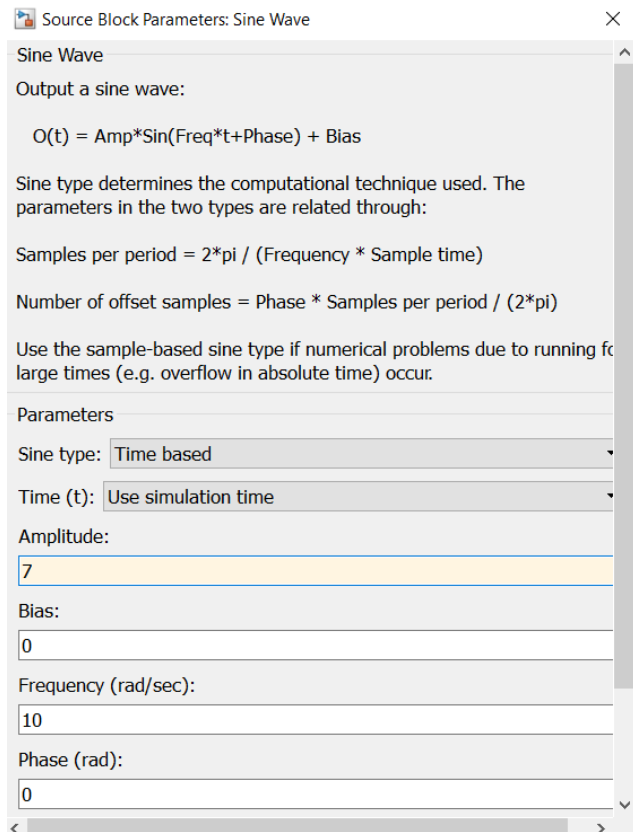 Source Block Parameters: Sine Wave
Sine Wave
Output a sine wave:
O(t) = Amp*Sin(Freq*t+Phase) + Bias
Sine type determines the computational technique used. The
parameters in the two types are related through:
Samples per period = 2*pi / (Frequency * Sample time)
Number of offset samples = Phase * Samples per period / (2*pi)
Use the sample-based sine type if numerical problems due to running fo
large times (e.g. overflow in absolute time) occur.
Parameters
Sine type: Time based
Time (t): Use simulation time
Amplitude:
7
Bias:
0
Frequency (rad/sec):
10
Phase (rad):
0